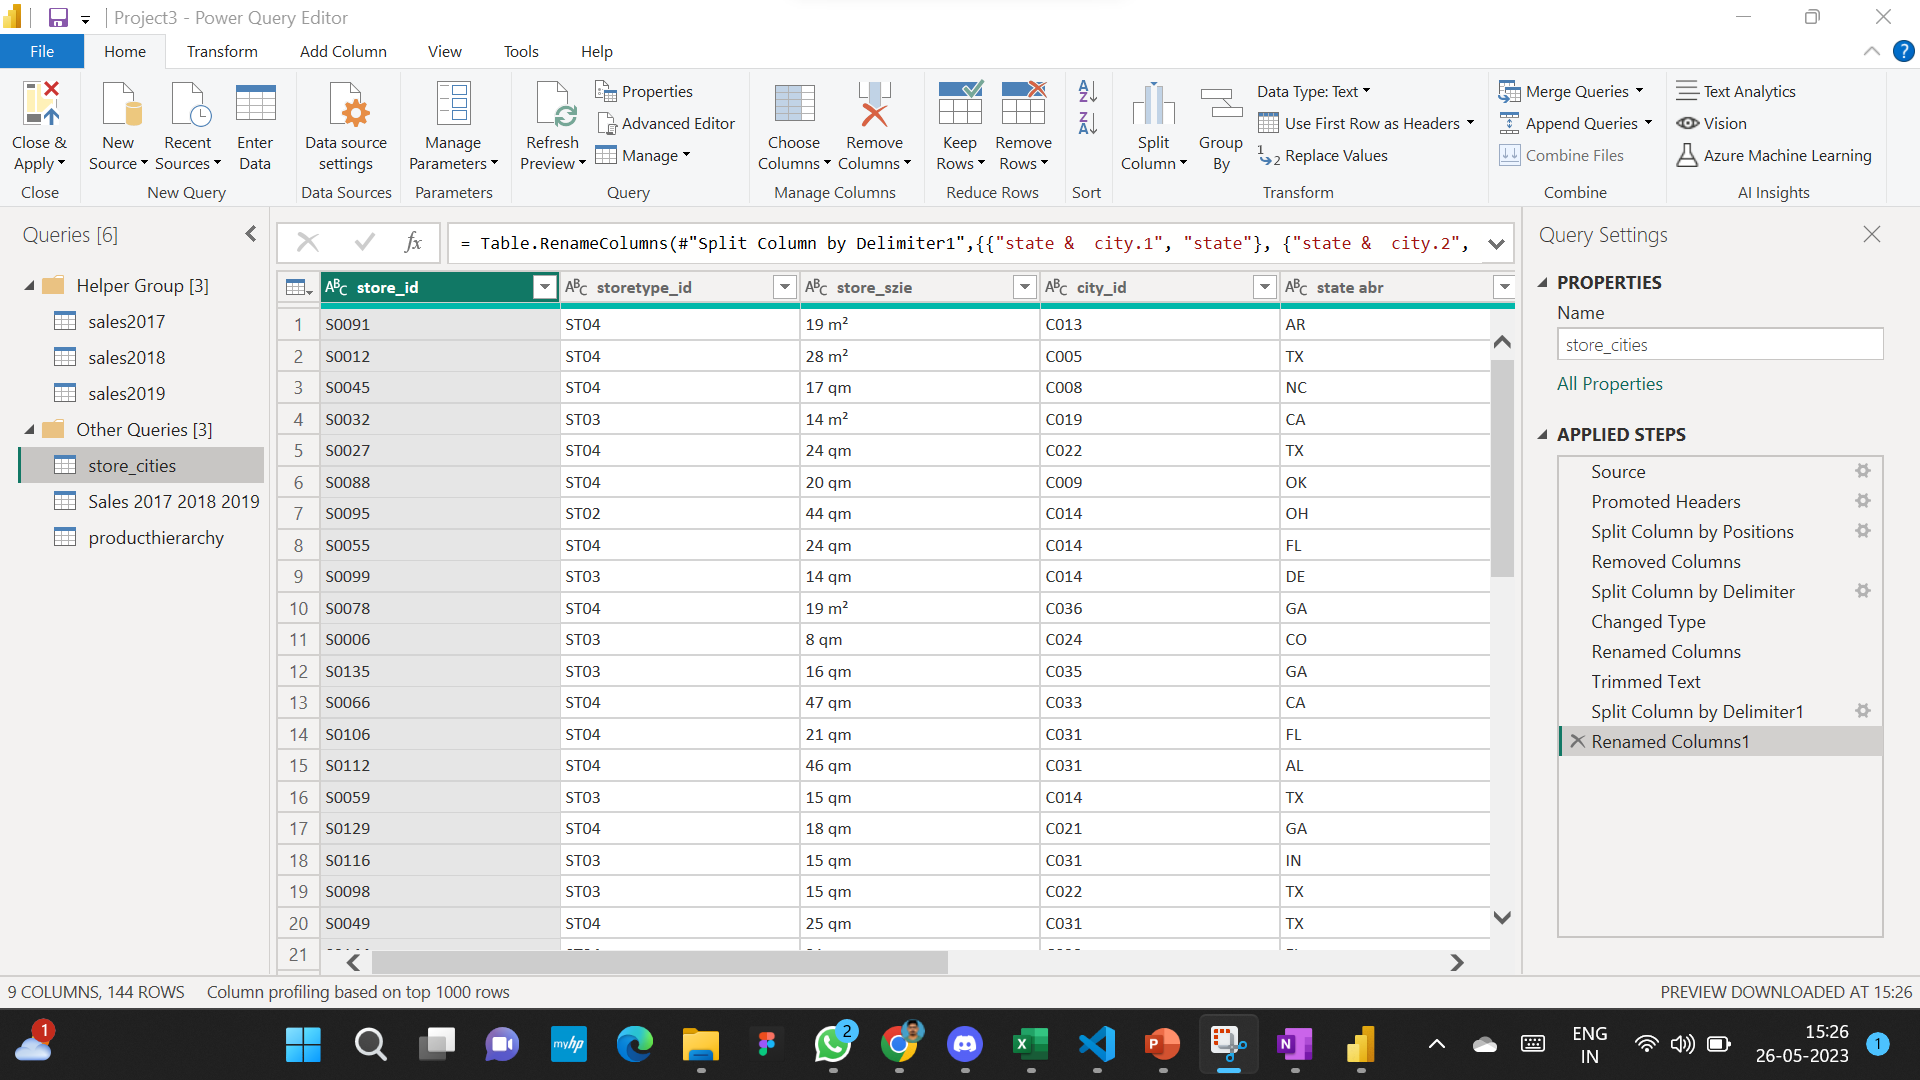 Project3 - Power Query Editor
File Home Transform Add Column View Tools Help
Close & Apply
Close
New Source
Recent Sources
Enter Data
New Query
Data source settings
Data Sources
Manage Parameters
Parameters
Refresh Preview
Properties
Advanced Editor
Manage
Query
Choose Columns
Remove Columns
Manage Columns
Keep Rows
Remove Rows
Reduce Rows
Sort
Split Column
Group By
Data Type: Text
Use First Row as Headers
Replace Values
Transform
Merge Queries
Append Queries
Combine Files
Combine
Text Analytics
Vision
Azure Machine Learning
AI Insights
Queries [6]
Helper Group [3]
sales2017
sales2018
sales2019
Other Queries [3]
store_cities
Sales 2017 2018 2019
producthierarchy
fx = Table.RenameColumns(#"Split Column by Delimiter1",{{"state &  city.1", "state"}, {"state &  city.2",
store_id storetype_id store_szie city_id state abr
1 S0091 ST04 19 m² C013 AR
2 S0012 ST04 28 m² C005 TX
3 S0045 ST04 17 qm C008 NC
4 S0032 ST03 14 m² C019 CA
5 S0027 ST04 24 qm C022 TX
6 S0088 ST04 20 qm C009 OK
7 S0095 ST02 44 qm C014 OH
8 S0055 ST04 24 qm C014 FL
9 S0099 ST03 14 qm C014 DE
10 S0078 ST04 19 m² C036 GA
11 S0006 ST03 8 qm C024 CO
12 S0135 ST03 16 qm C035 GA
13 S0066 ST04 47 qm C033 CA
14 S0106 ST04 21 qm C031 FL
15 S0112 ST04 46 qm C031 AL
16 S0059 ST03 15 qm C014 TX
17 S0129 ST04 18 qm C021 GA
18 S0116 ST03 15 qm C031 IN
19 S0098 ST03 15 qm C022 TX
20 S0049 ST04 25 qm C031 TX
21
Query Settings
PROPERTIES
Name
store_cities
All Properties
APPLIED STEPS
Source
Promoted Headers
Split Column by Positions
Removed Columns
Split Column by Delimiter
Changed Type
Renamed Columns
Trimmed Text
Split Column by Delimiter1
Renamed Columns1
9 COLUMNS, 144 ROWS Column profiling based on top 1000 rows
PREVIEW DOWNLOADED AT 15:26
1
myhp
2
ENG
IN
15:26
26-05-2023
1